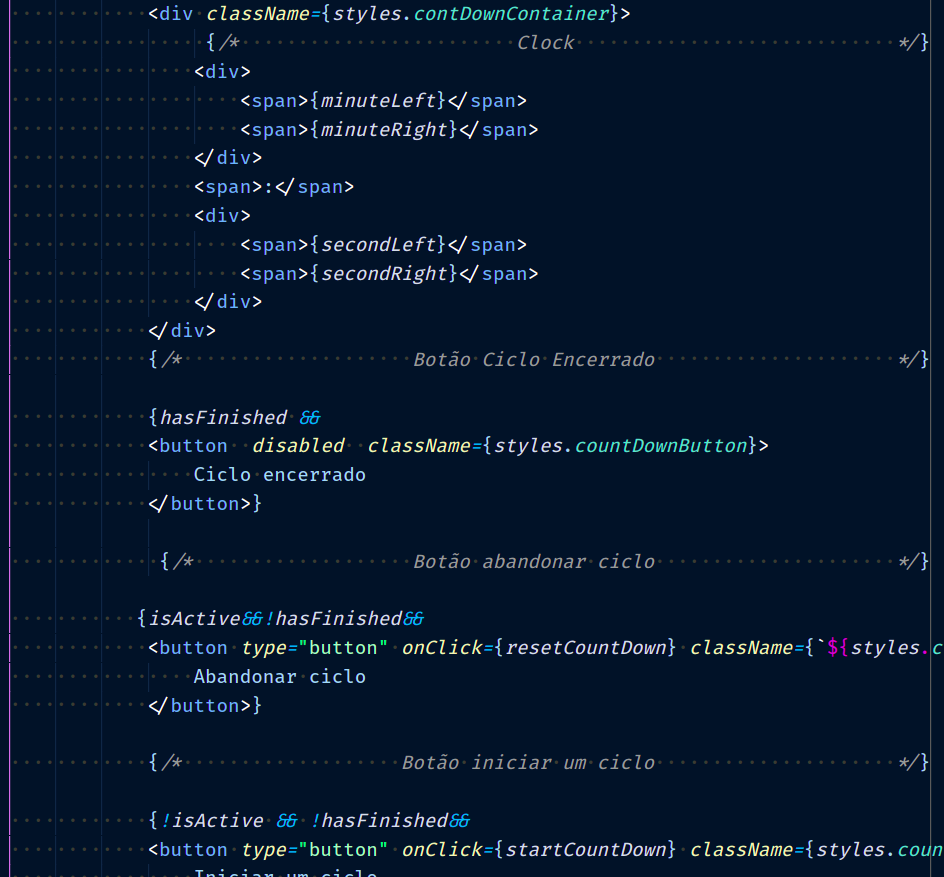 <div className={styles.contDownContainer}>
{/* Clock */}
<div>
<span>{minuteLeft}</span>
<span>{minuteRight}</span>
</div>
<span>:</span>
<div>
<span>{secondLeft}</span>
<span>{secondRight}</span>
</div>
</div>
{/* Botão Ciclo Encerrado */}
{hasFinished &&
<button disabled className={styles.countDownButton}>
Ciclo encerrado
</button>}
{/* Botão abandonar ciclo */}
{isActive&&!hasFinished&&
<button type="button" onClick={resetCountDown} className={`${styles.c
Abandonar ciclo
</button>}
{/* Botão iniciar um ciclo */}
{!isActive && !hasFinished&&
<button type="button" onClick={startCountDown} className={styles.coun
Iniciar um ciclo